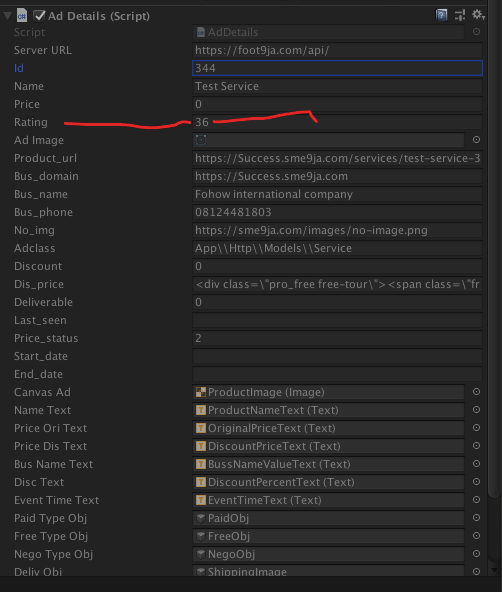 Ad Details (Script)
Script AdDetails
Server URL https://foot9ja.com/api/
Id 344
Name Test Service
Price 0
Rating 36
Ad Image
Product_url https://Success.sme9ja.com/services/test-service-3
Bus_domain https://Success.sme9ja.com
Bus_name Fohow international company
Bus_phone 08124481803
No_img https://sme9ja.com/images/no-image.png
Adclass App\\Http\\Models\\Service
Discount 0
Dis_price <div class=\"pro_free free-tour\"><span class=\"fr
Deliverable 0
Last_seen
Price_status 2
Start_date
End_date
Canvas Ad ProductImage (Image)
Name Text ProductNameText (Text)
Price Ori Text OriginalPriceText (Text)
Price Dis Text DiscountPriceText (Text)
Bus Name Text BussNameValueText (Text)
Disc Text DiscountPercentText (Text)
Event Time Text EventTimeText (Text)
Paid Type Obj PaidObj
Free Type Obj FreeObj
Nego Type Obj NegoObj
Deliv Obj ShippingImage